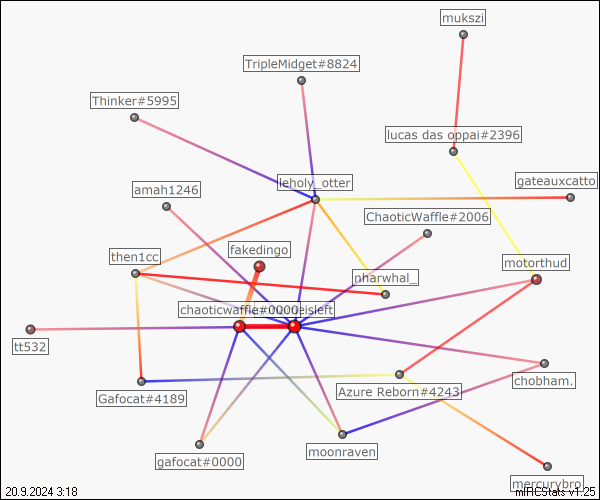 mukszi
TripleMidget#8824
Thinker#5995
lucas das oppai#2396
leholy_otter
gateauxcatto
amah1246
ChaoticWaffle#2006
fakedingo
then1cc
motorthud
nharwhal_
chaoticwaffle#0000
eisleft
tt532
chobham.
Gafocat#4189
Azure Reborn#4243
moonraven
gafocat#0000
mercurybro
20.9.2024 3:18
mIRCStats v1.25